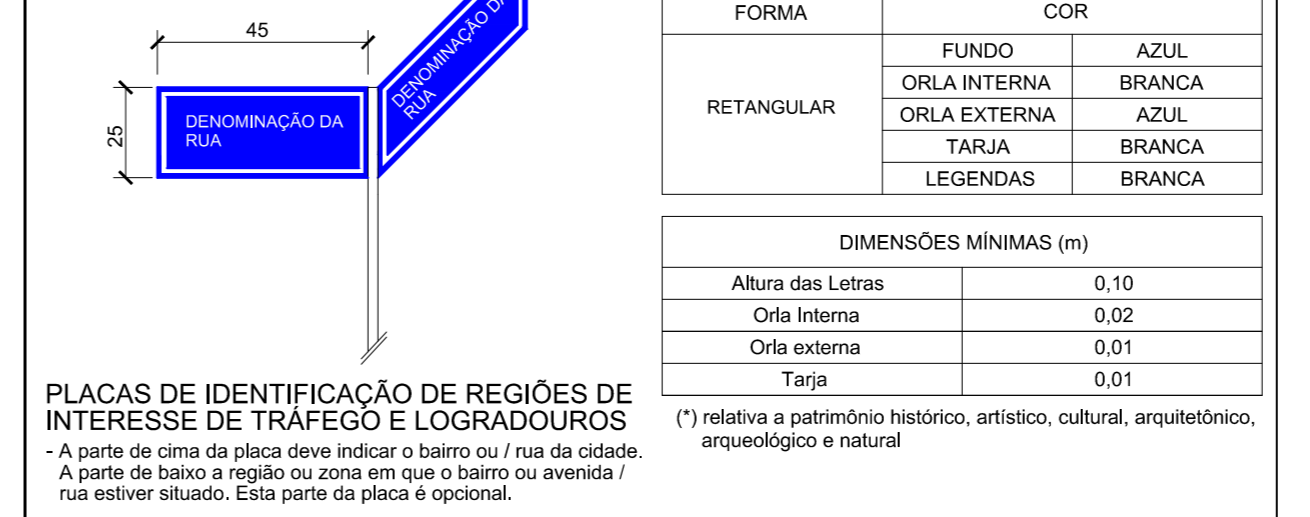 45
25
DENOMINAÇÃO DA
RUA
DENOMINAÇÃO DA
RUA
PLACAS DE IDENTIFICAÇÃO DE REGIÕES DE
INTERESSE DE TRÁFEGO E LOGRADOUROS
- A parte de cima da placa deve indicar o bairro ou / rua da cidade.
A parte de baixo a região ou zona em que o bairro ou avenida /
rua estiver situado. Esta parte da placa é opcional.
FORMA COR
RETANGULAR
FUNDO AZUL
ORLA INTERNA BRANCA
ORLA EXTERNA AZUL
TARJA BRANCA
LEGENDAS BRANCA
DIMENSÕES MÍNIMAS (m)
Altura das Letras 0,10
Orla Interna 0,02
Orla externa 0,01
Tarja 0,01
(*) relativa a patrimônio histórico, artístico, cultural, arquitetônico,
arqueológico e natural